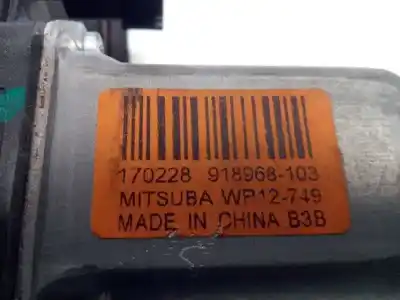 170228 918968-103
MITSUBA WP12-749
MADE IN CHINA B3B